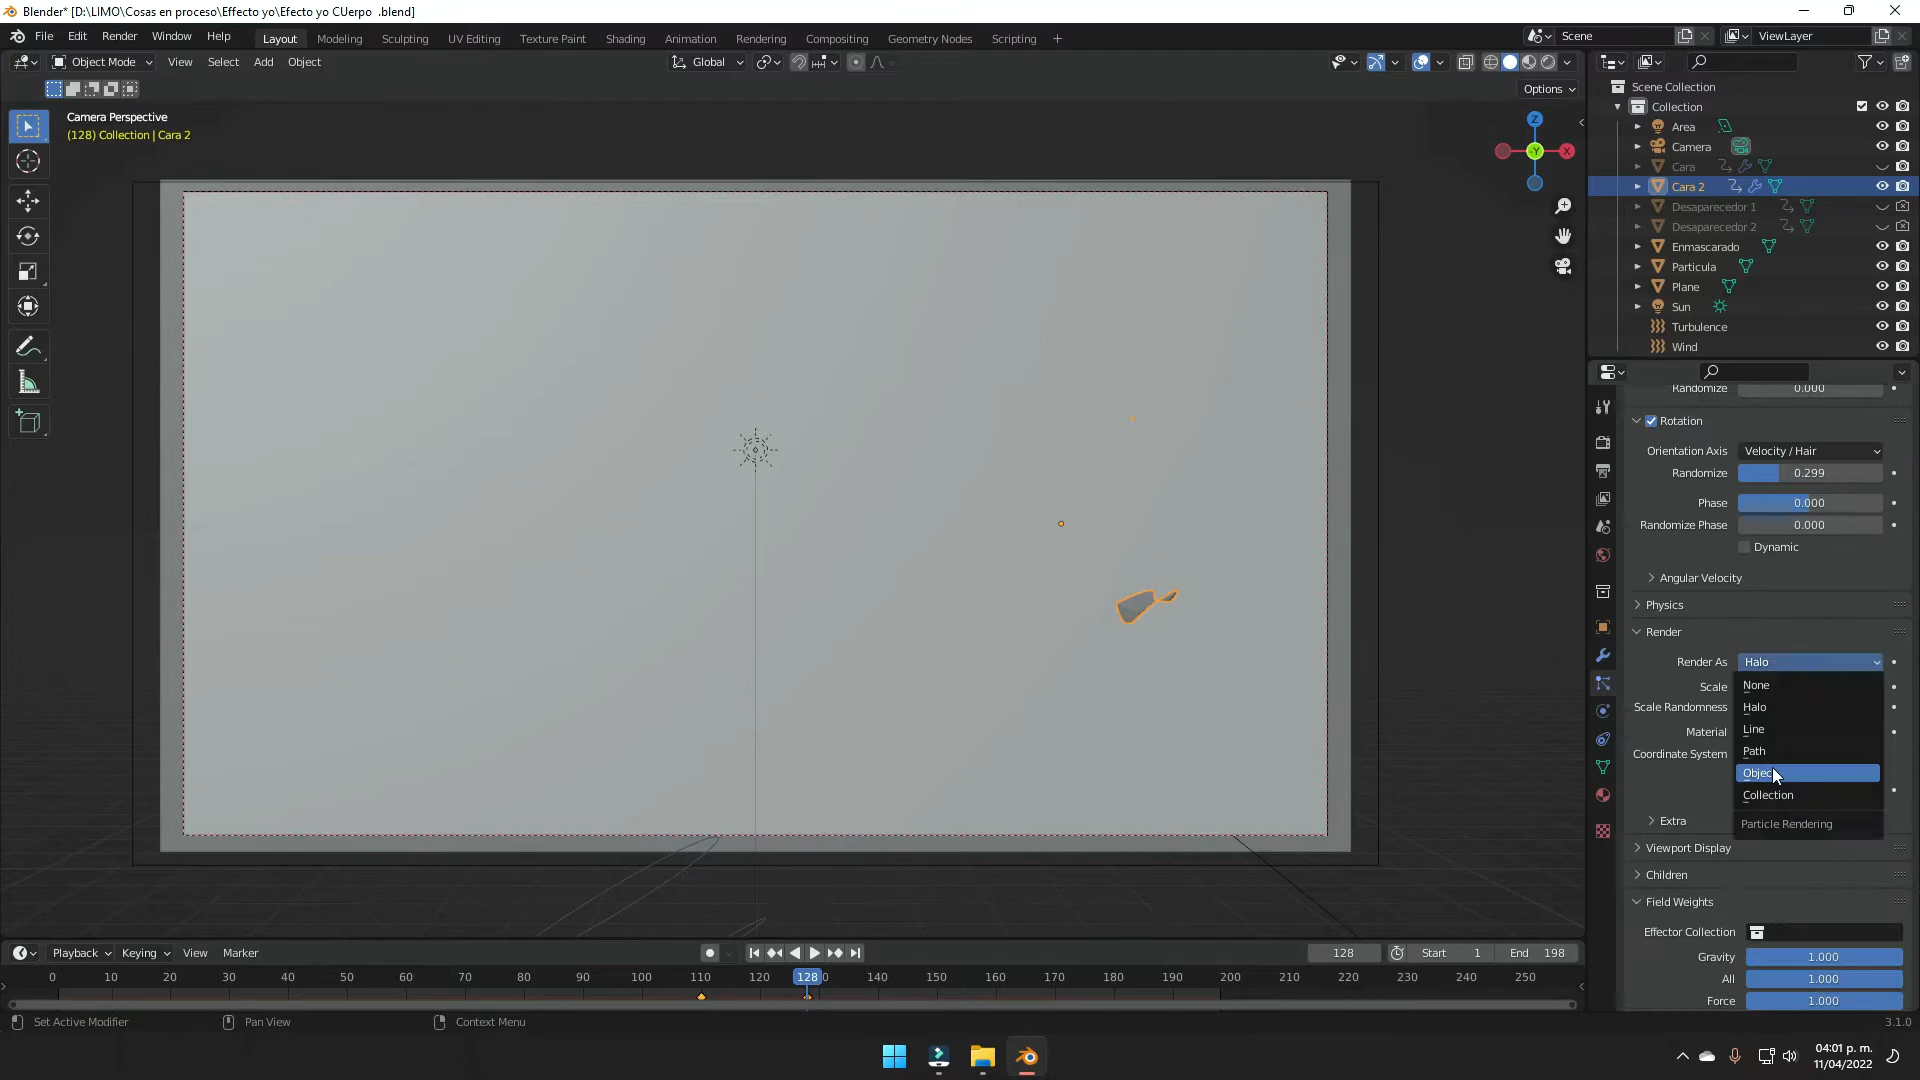 Blender* [D:\LIMO\Cosas en proceso\Effecto yo\Efecto yo CUerpo .blend]
File Edit Render Window Help Layout Modeling Sculpting UV Editing Texture Paint Shading Animation Rendering Compositing Geometry Nodes Scripting + Scene ViewLayer
Object Mode View Select Add Object Global
Options
Camera Perspective
(128) Collection | Cara 2
Z
X
-Y
Scene Collection
Collection
Area
Camera
Cara
Cara 2
Desaparecedor 1
Desaparecedor 2
Enmascarado
Particula
Plane
Sun
Turbulence
Wind
Randomize 0.000
Rotation
Orientation Axis Velocity / Hair
Randomize 0.299
Phase 0.000
Randomize Phase 0.000
Dynamic
Angular Velocity
Physics
Render
Render As Halo
Scale
Scale Randomness
Material
Coordinate System
None
Halo
Line
Path
Object
Collection
Particle Rendering
Extra
Viewport Display
Children
Field Weights
Effector Collection
Gravity 1.000
All 1.000
Force 1.000
Playback Keying View Marker 128 Start 1 End 198
0 10 20 30 40 50 60 70 80 90 100 110 120 128 140 150 160 170 180 190 200 210 220 230 240 250
Set Active Modifier Pan View Context Menu 3.1.0
04:01 p. m.
11/04/2022